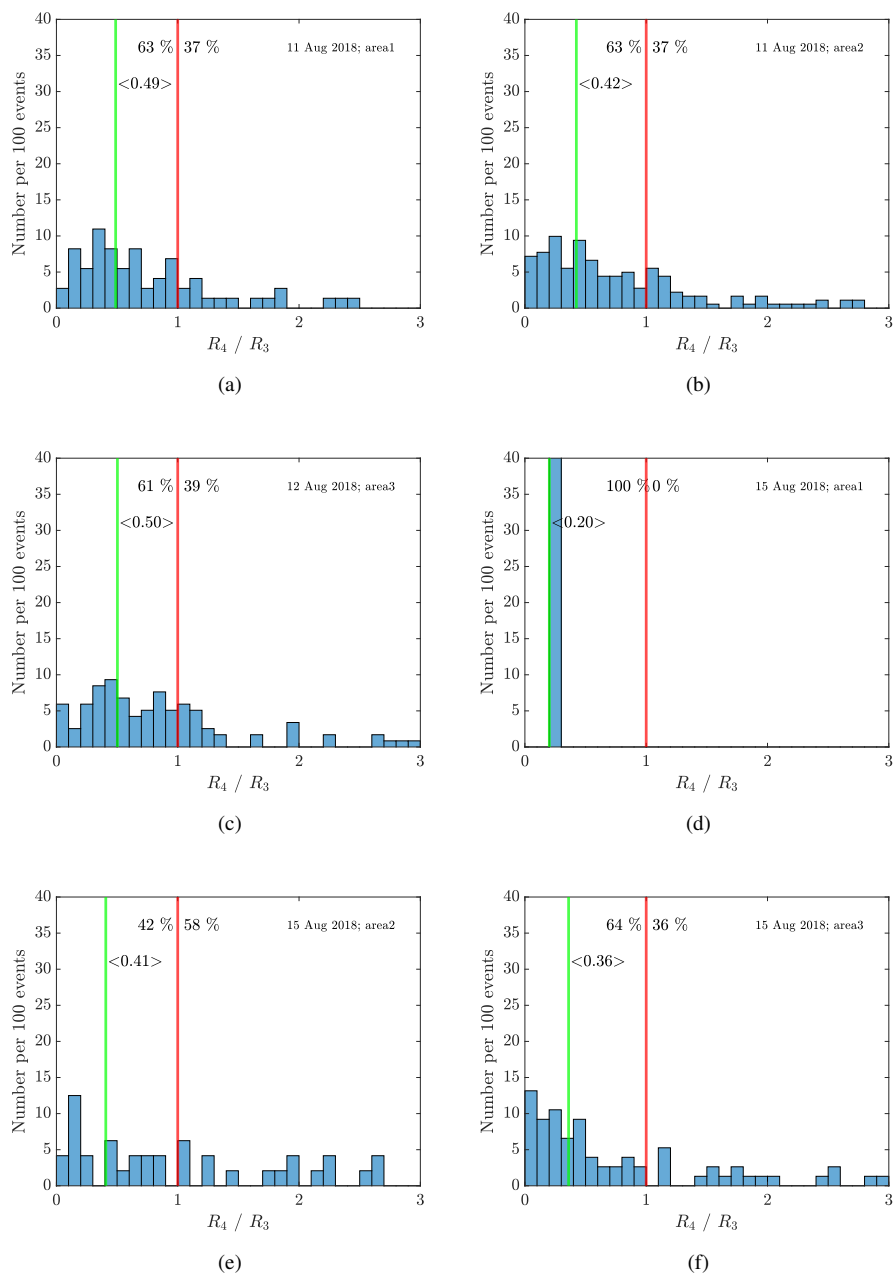 40
35
30
25
20
15
10
5
0
Number per 100 events
63 % 37 %
11 Aug 2018; area1
<0.49>
0 1 2 3
R4 / R3
(a)
40
35
30
25
20
15
10
5
0
Number per 100 events
63 % 37 %
11 Aug 2018; area2
<0.42>
0 1 2 3
R4 / R3
(b)
40
35
30
25
20
15
10
5
0
Number per 100 events
61 % 39 %
12 Aug 2018; area3
<0.50>
0 1 2 3
R4 / R3
(c)
40
35
30
25
20
15
10
5
0
Number per 100 events
100 % 0 %
15 Aug 2018; area1
<0.20>
0 1 2 3
R4 / R3
(d)
40
35
30
25
20
15
10
5
0
Number per 100 events
42 % 58 %
15 Aug 2018; area2
<0.41>
0 1 2 3
R4 / R3
(e)
40
35
30
25
20
15
10
5
0
Number per 100 events
64 % 36 %
15 Aug 2018; area3
<0.36>
0 1 2 3
R4 / R3
(f)